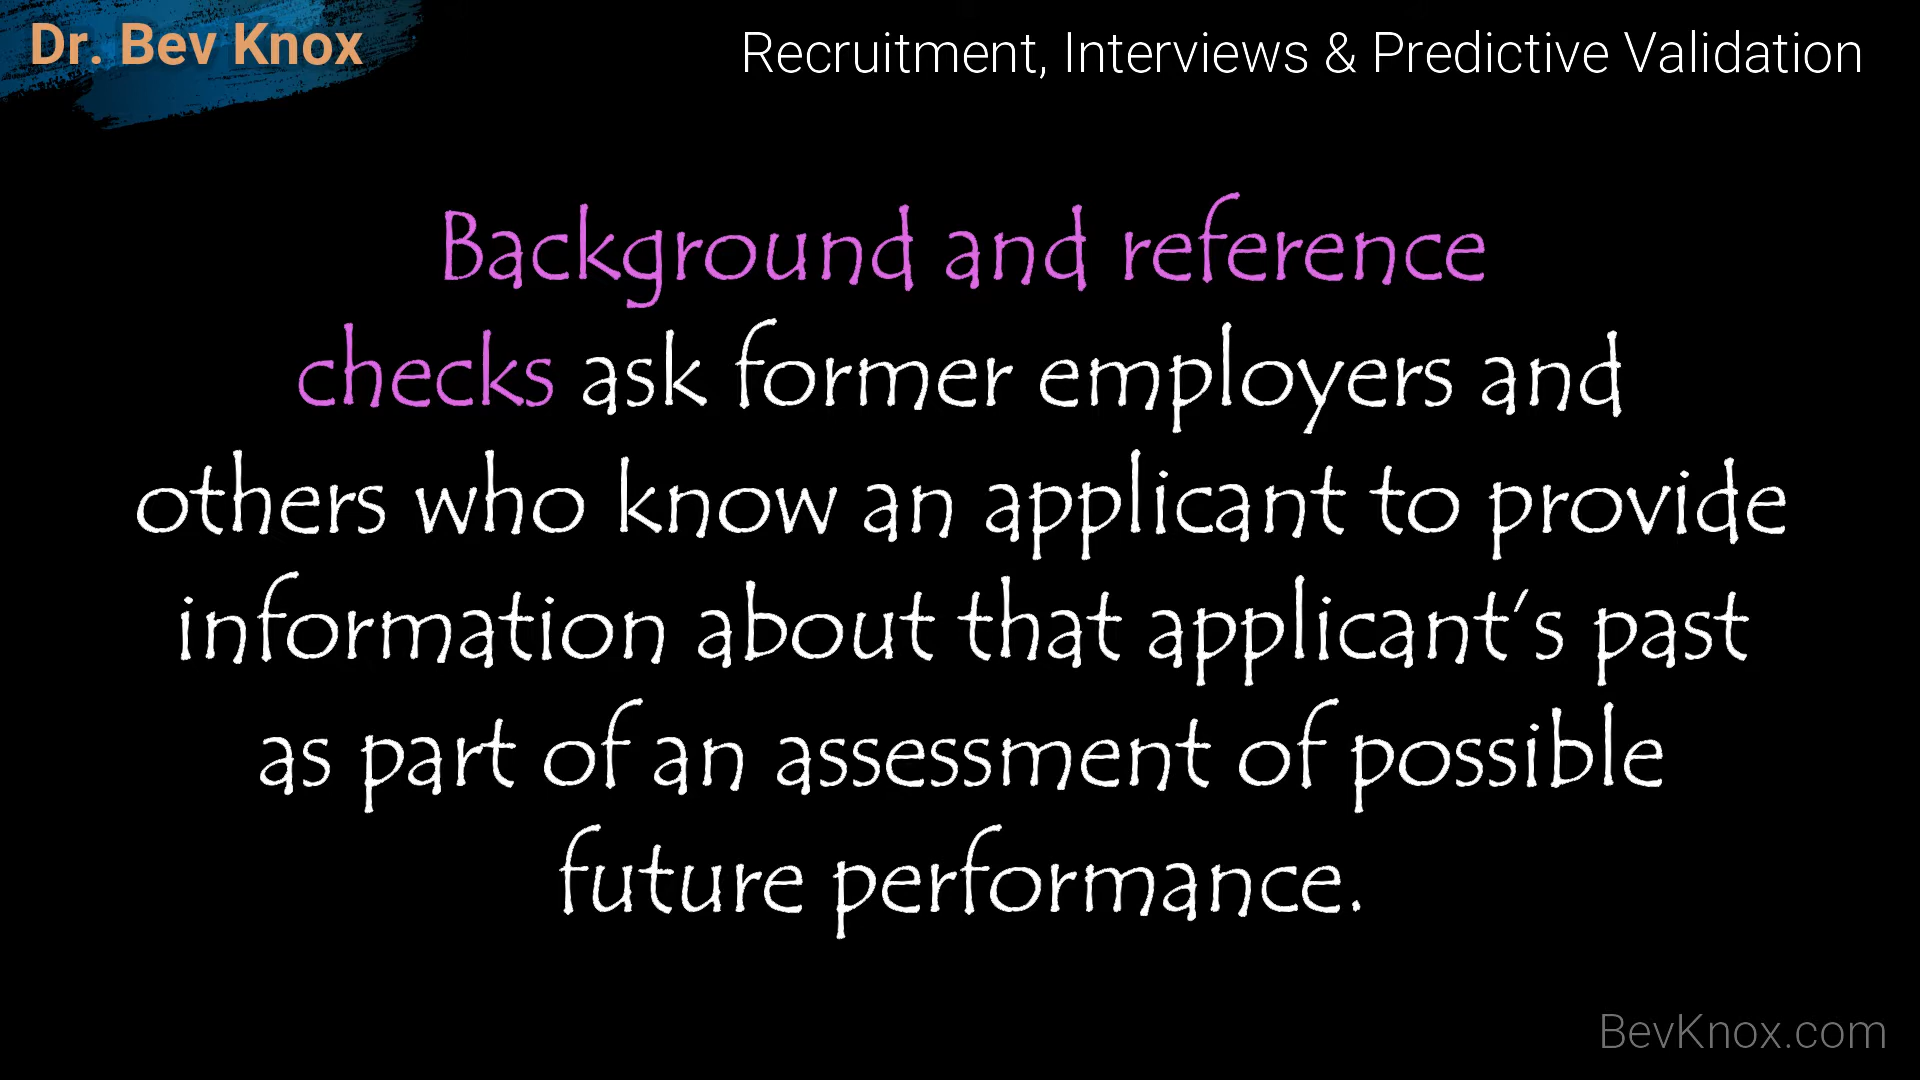 Dr. Bev Knox
Recruitment, Interviews & Predictive Validation
Background and reference
checks ask former employers and
others who know an applicant to provide
information about that applicant's past
as part of an assessment of possible
future performance.
BevKnox.com